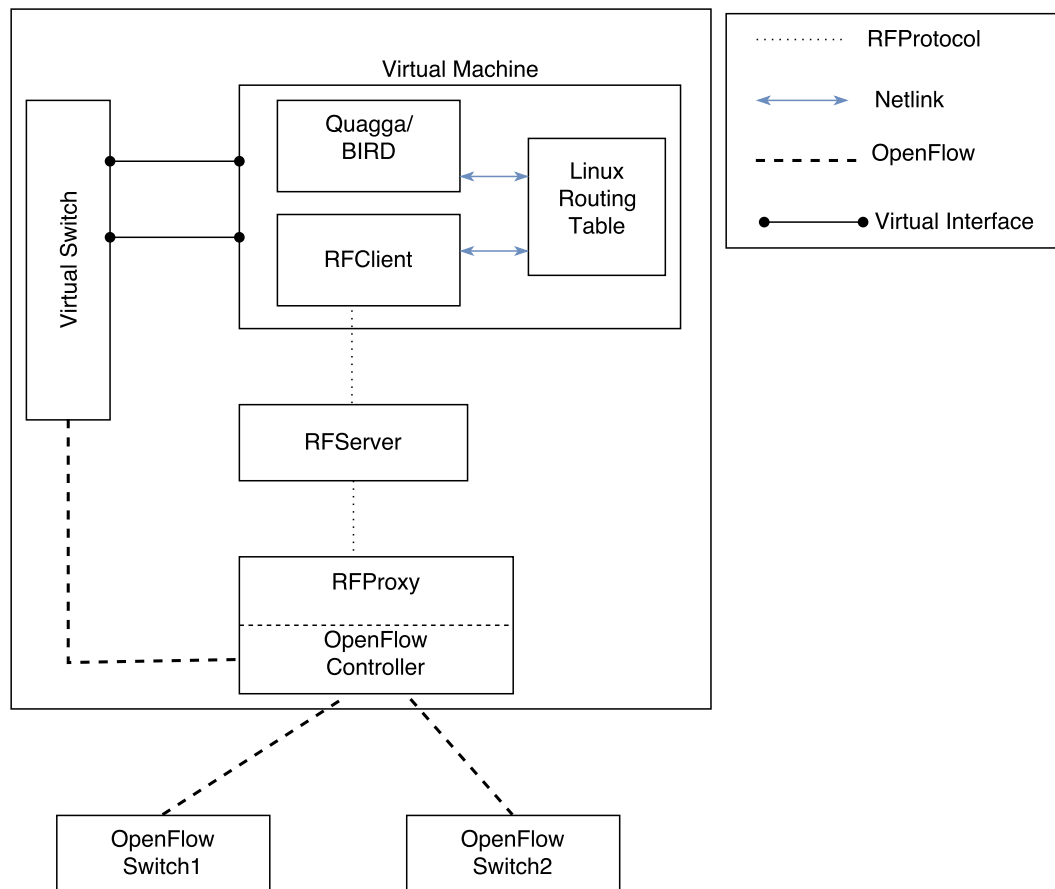 Virtual Machine
Quagga/
BIRD
Linux
Routing
Table
RFClient
Virtual Switch
RFServer
RFProxy
OpenFlow
Controller
OpenFlow
Switch1
OpenFlow
Switch2
RFProtocol
Netlink
OpenFlow
Virtual Interface